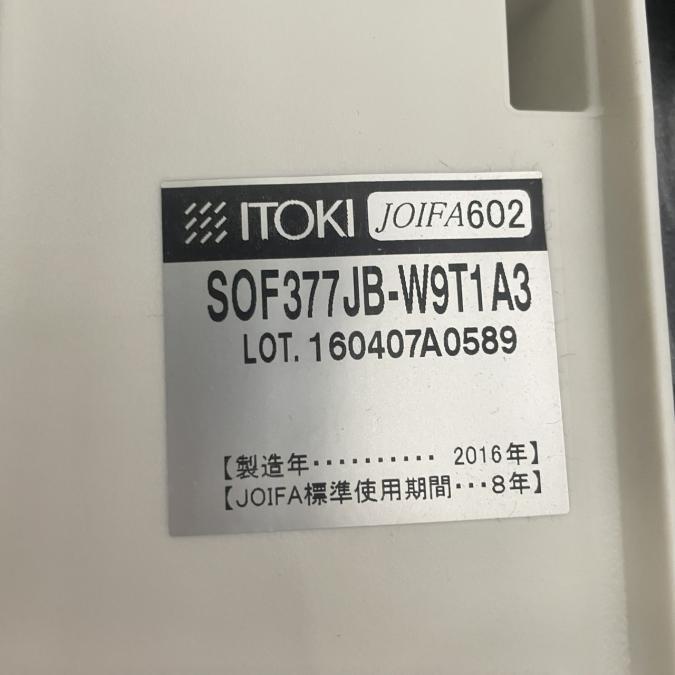 ITOKI JOIFA602
SOF377JB-W9T1A3
LOT. 160407A0589
【製造年・・・・・・・・・・ 2016年】
【JOIFA標準使用期間・・・8年】